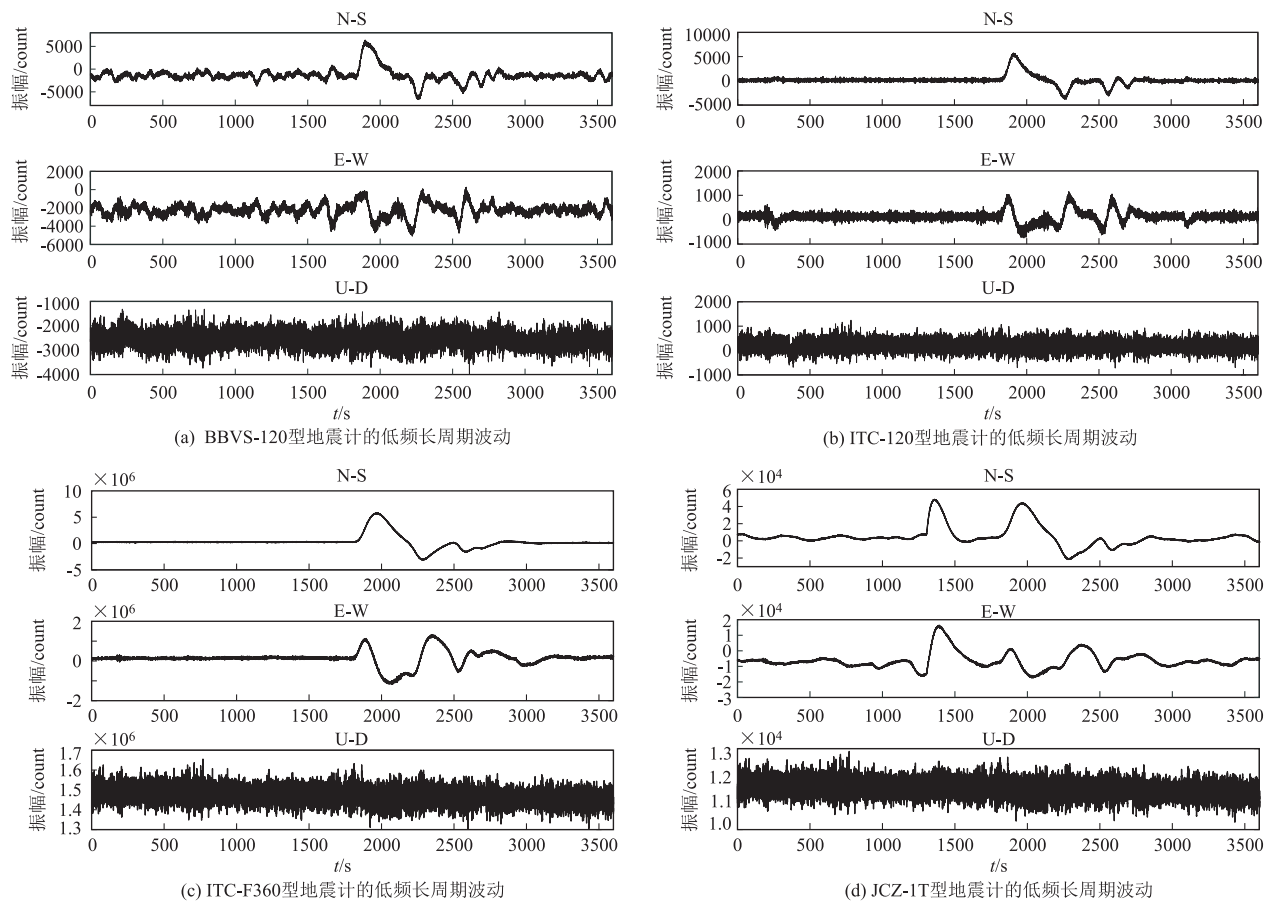 N-S
5000
0
-5000
振幅/count
0 500 1000 1500 2000 2500 3000 3500
E-W
2000
0
-2000
-4000
-6000
振幅/count
0 500 1000 1500 2000 2500 3000 3500
U-D
-1000
-2000
-3000
-4000
振幅/count
0 500 1000 1500 2000 2500 3000 3500
t/s
(a) BBVS-120型地震计的低频长周期波动
N-S
10000
5000
0
-5000
振幅/count
0 500 1000 1500 2000 2500 3000 3500
E-W
2000
1000
0
-1000
振幅/count
0 500 1000 1500 2000 2500 3000 3500
U-D
2000
1000
0
-1000
振幅/count
0 500 1000 1500 2000 2500 3000 3500
t/s
(b) ITC-120型地震计的低频长周期波动
×10⁶
N-S
10
5
0
-5
振幅/count
0 500 1000 1500 2000 2500 3000 3500
×10⁶
E-W
2
0
-2
振幅/count
0 500 1000 1500 2000 2500 3000 3500
×10⁶
U-D
1.7
1.6
1.5
1.4
1.3
振幅/count
0 500 1000 1500 2000 2500 3000 3500
t/s
(c) ITC-F360型地震计的低频长周期波动
×10⁴
N-S
6
4
2
0
-2
振幅/count
0 500 1000 1500 2000 2500 3000 3500
×10⁴
E-W
2
1
0
-1
-2
3
振幅/count
0 500 1000 1500 2000 2500 3000 3500
×10⁴
U-D
1.3
1.2
1.1
1.0
振幅/count
0 500 1000 1500 2000 2500 3000 3500
t/s
(d) JCZ-1T型地震计的低频长周期波动